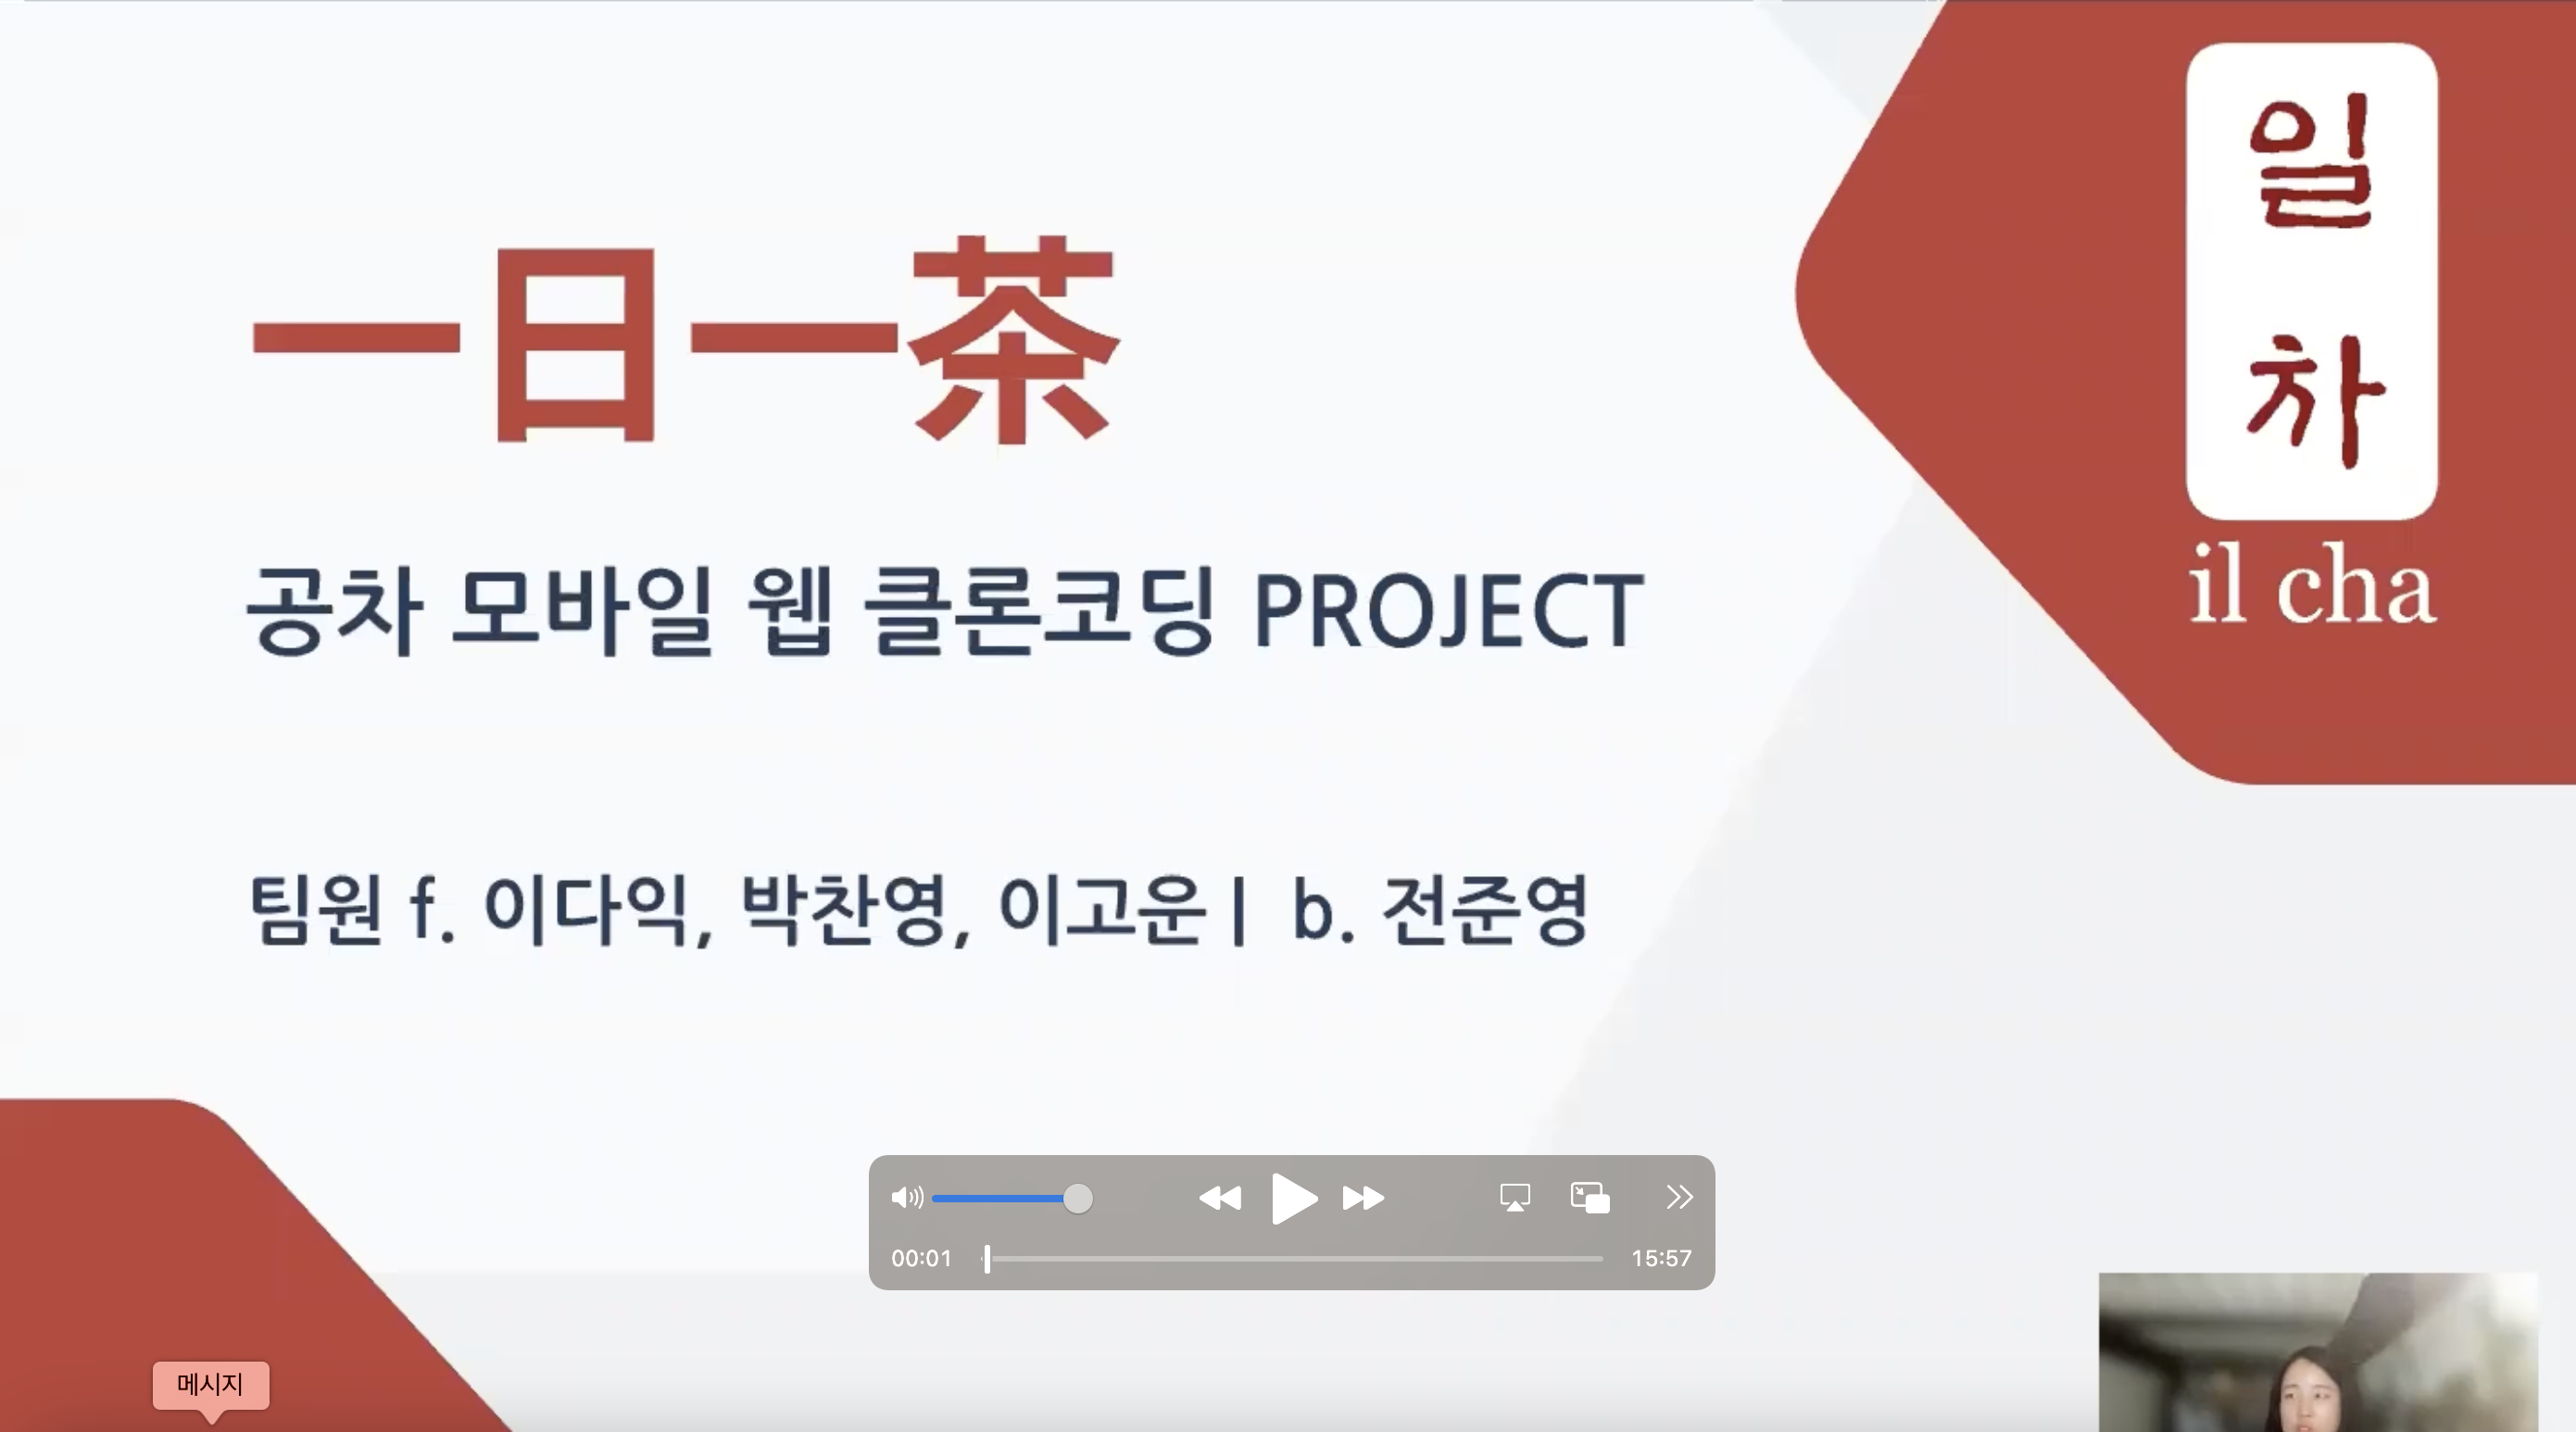 一日一茶
일
차
il cha
공차 모바일 웹 클론코딩 PROJECT
팀원 f. 이다익, 박찬영, 이고운 | b. 전준영
00:01
15:57
메시지